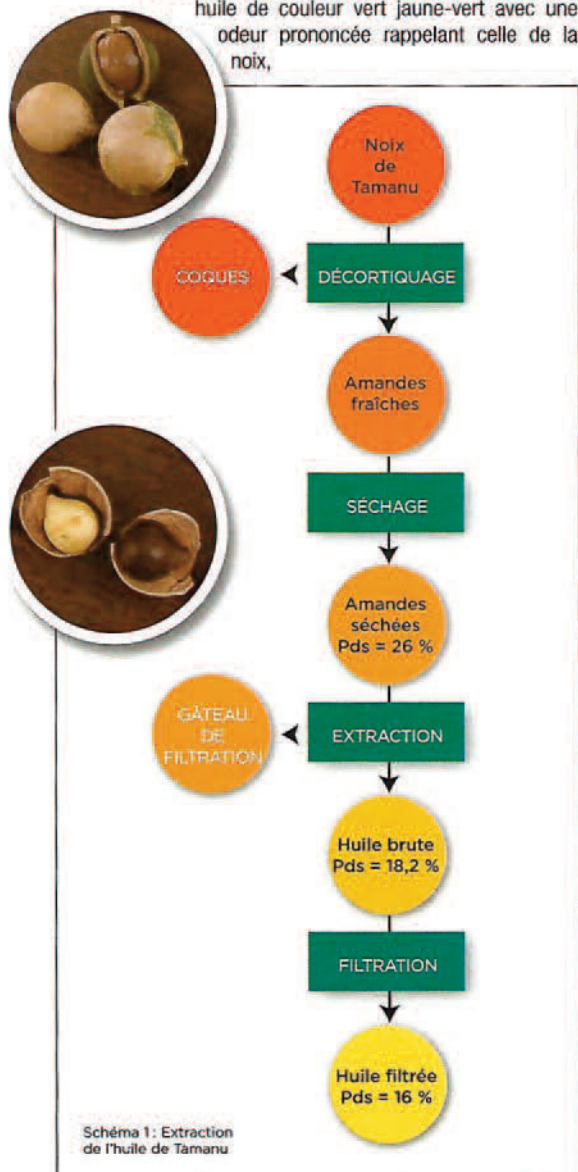 huile de couleur vert jaune-vert avec une
odeur prononcée rappelant celle de la
noix,
Noix
de
Tamanu
COQUES
DÉCORTIQUAGE
Amandes
fraîches
SÉCHAGE
Amandes
séchées
Pds = 26 %
GÂTEAU
DE
FILTRATION
EXTRACTION
Huile brute
Pds = 18,2 %
FILTRATION
Huile filtrée
Pds = 16 %
Schéma 1 : Extraction
de l'huile de Tamanu